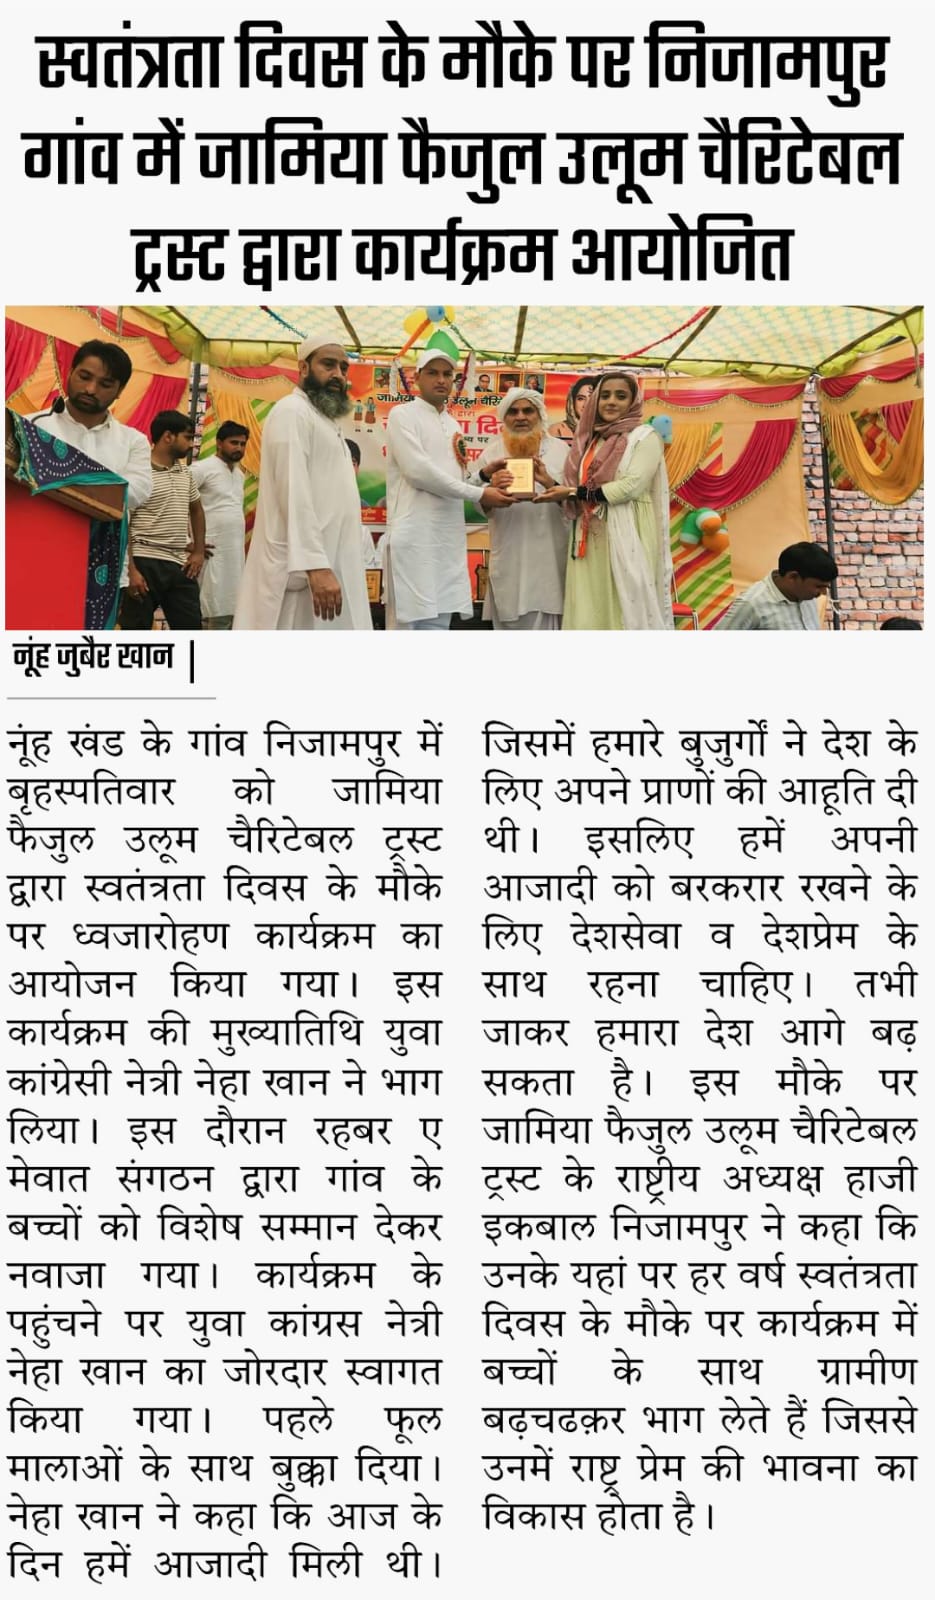 स्वतंत्रता दिवस के मौके पर निजामपुर
गांव में जामिया फैजुल उलूम चैरिटेबल
ट्रस्ट द्वारा कार्यक्रम आयोजित
नूंह जुबैर खान
नूंह खंड के गांव निजामपुर में
बृहस्पतिवार को जामिया
फैजुल उलूम चैरिटेबल ट्रस्ट
द्वारा स्वतंत्रता दिवस के मौके
पर ध्वजारोहण कार्यक्रम का
आयोजन किया गया। इस
कार्यक्रम की मुख्यातिथि युवा
कांग्रेसी नेत्री नेहा खान ने भाग
लिया। इस दौरान रहबर ए
मेवात संगठन द्वारा गांव के
बच्चों को विशेष सम्मान देकर
नवाजा गया। कार्यक्रम के
पहुंचने पर युवा कांग्रस नेत्री
नेहा खान का जोरदार स्वागत
किया गया। पहले फूल
मालाओं के साथ बुक्का दिया।
नेहा खान ने कहा कि आज के
दिन हमें आजादी मिली थी।
जिसमें हमारे बुजुर्गों ने देश के
लिए अपने प्राणों की आहूति दी
थी। इसलिए हमें अपनी
आजादी को बरकरार रखने के
लिए देशसेवा व देशप्रेम के
साथ रहना चाहिए। तभी
जाकर हमारा देश आगे बढ़
सकता है। इस मौके पर
जामिया फैजुल उलूम चैरिटेबल
ट्रस्ट के राष्ट्रीय अध्यक्ष हाजी
इकबाल निजामपुर ने कहा कि
उनके यहां पर हर वर्ष स्वतंत्रता
दिवस के मौके पर कार्यक्रम में
बच्चों के साथ ग्रामीण
बढ़चढक़र भाग लेते हैं जिससे
उनमें राष्ट्र प्रेम की भावना का
विकास होता है।